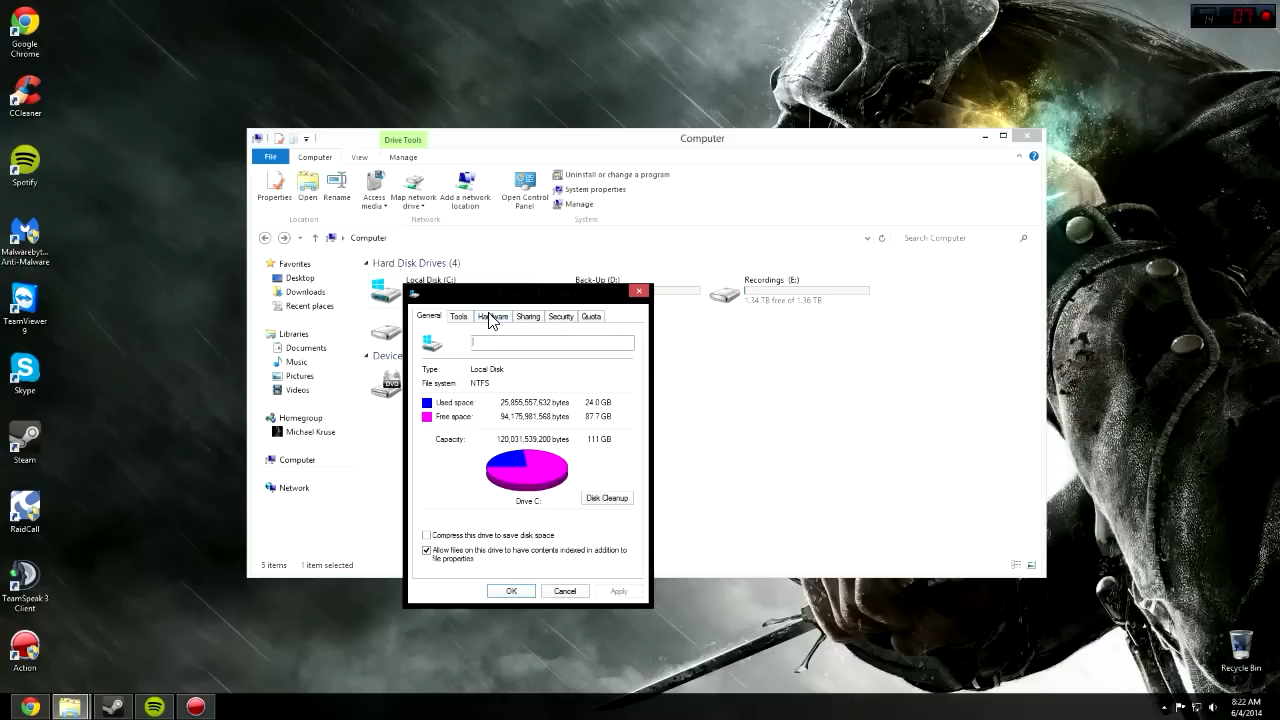 Google
Chrome
CCleaner
Spotify
Malwarebyt...
Anti-Malware
TeamViewer
9
Skype
Steam
RaidCall
TeamSpeak 3
Client
Action
14
07
Drive Tools
Computer
File
Computer
View
Manage
Properties
Open
Rename
Access
media
Map network
drive
Add a network
location
Open Control
Panel
Uninstall or change a program
System properties
Manage
Location
Network
System
Computer
Search Computer
Favorites
Desktop
Downloads
Recent places
Libraries
Documents
Music
Pictures
Videos
Homegroup
Michael Kruse
Computer
Network
Hard Disk Drives (4)
Local Disk (C:)
Back-Up (D:)
Recordings (E:)
1.34 TB free of 1.36 TB
Device
DVD
General
Tools
Hardware
Sharing
Security
Quota
Type: Local Disk
File system: NTFS
Used space: 25,855,557,632 bytes 24.0 GB
Free space: 94,175,981,568 bytes 87.7 GB
Capacity: 120,031,539,200 bytes 111 GB
Drive C:
Disk Cleanup
Compress this drive to save disk space
Allow files on this drive to have contents indexed in addition to
file properties
OK
Cancel
Apply
5 items
1 item selected
Recycle Bin
8:22 AM
6/4/2014